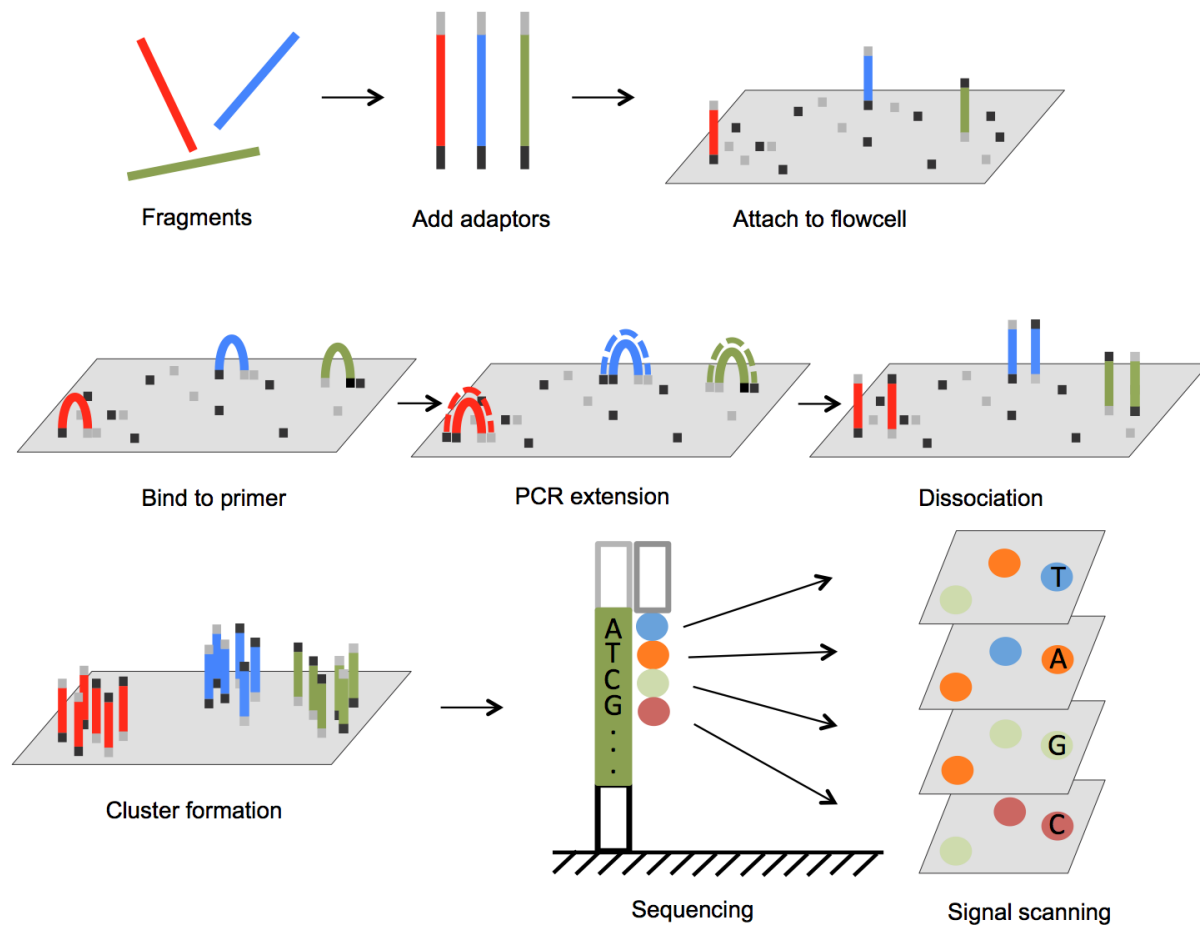 Fragments
Add adaptors
Attach to flowcell
Bind to primer
PCR extension
Dissociation
A
T
C
G
.
.
.
T
A
G
C
Cluster formation
Sequencing
Signal scanning